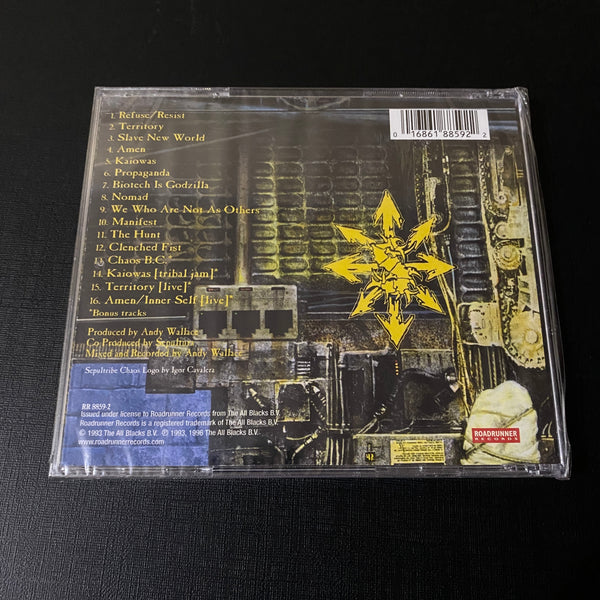 1. Refuse/Resist
2. Territory
3. Slave New World
4. Amen
5. Kaiowas
6. Propaganda
7. Biotech Is Godzilla
8. Nomad
9. We Who Are Not As Others
10. Manifest
11. The Hunt
12. Clenched Fist
13. Chaos B.C.*
14. Kaiowas [tribal jam]*
15. Territory [live]*
16. Amen/Inner Self [live]*
*Bonus tracks
Produced by Andy Wallace
Co Produced by Sepultura
Mixed and Recorded by Andy Wallace
Sepultribe Chaos Logo by Igor Cavalera
RR 8859-2
Issued under license to Roadrunner Records from The All Blacks B.V.
Roadrunner Records is a registered trademark of The All Blacks B.V.
© 1993 The All Blacks B.V. ℗ 1993, 1996 The All Blacks B.V.
www.roadrunnerrecords.com
0 16861 88592 2
ROADRUNNER
RECORDS